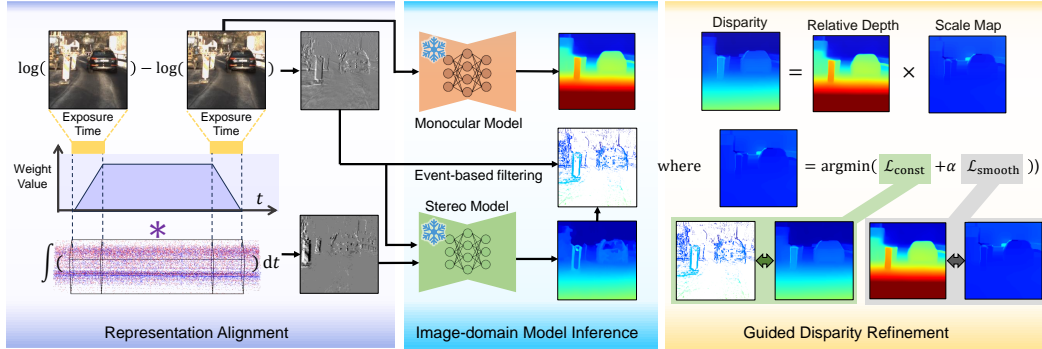 log( ) − log( )
Exposure
Time
Exposure
Time
Weight
Value
t
*
∫ ( ) dt
Representation Alignment
Monocular Model
Event-based filtering
Stereo Model
Image-domain Model Inference
Disparity
Relative Depth
Scale Map
= ×
where = argmin( ℒconst +α ℒsmooth ))
Guided Disparity Refinement